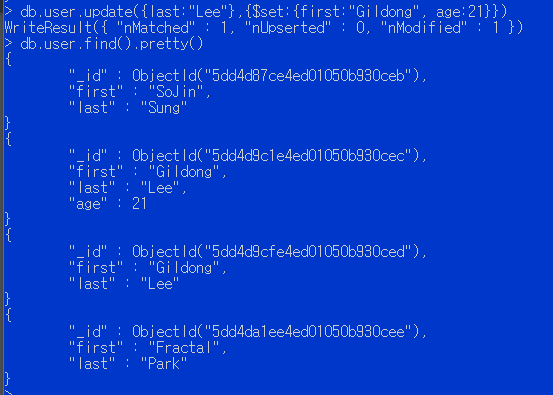 > db.user.update({last:"Lee"},{$set:{first:"Gildong", age:21}})
WriteResult({ "nMatched" : 1, "nUpserted" : 0, "nModified" : 1 })
> db.user.find().pretty()
{
        "_id" : ObjectId("5dd4d87ce4ed01050b930ceb"),
        "first" : "SoJin",
        "last" : "Sung"
}
{
        "_id" : ObjectId("5dd4d9c1e4ed01050b930cec"),
        "first" : "Gildong",
        "last" : "Lee",
        "age" : 21
}
{
        "_id" : ObjectId("5dd4d9cfe4ed01050b930ced"),
        "first" : "Gildong",
        "last" : "Lee"
}
{
        "_id" : ObjectId("5dd4da1ee4ed01050b930cee"),
        "first" : "Fractal",
        "last" : "Park"
}
>